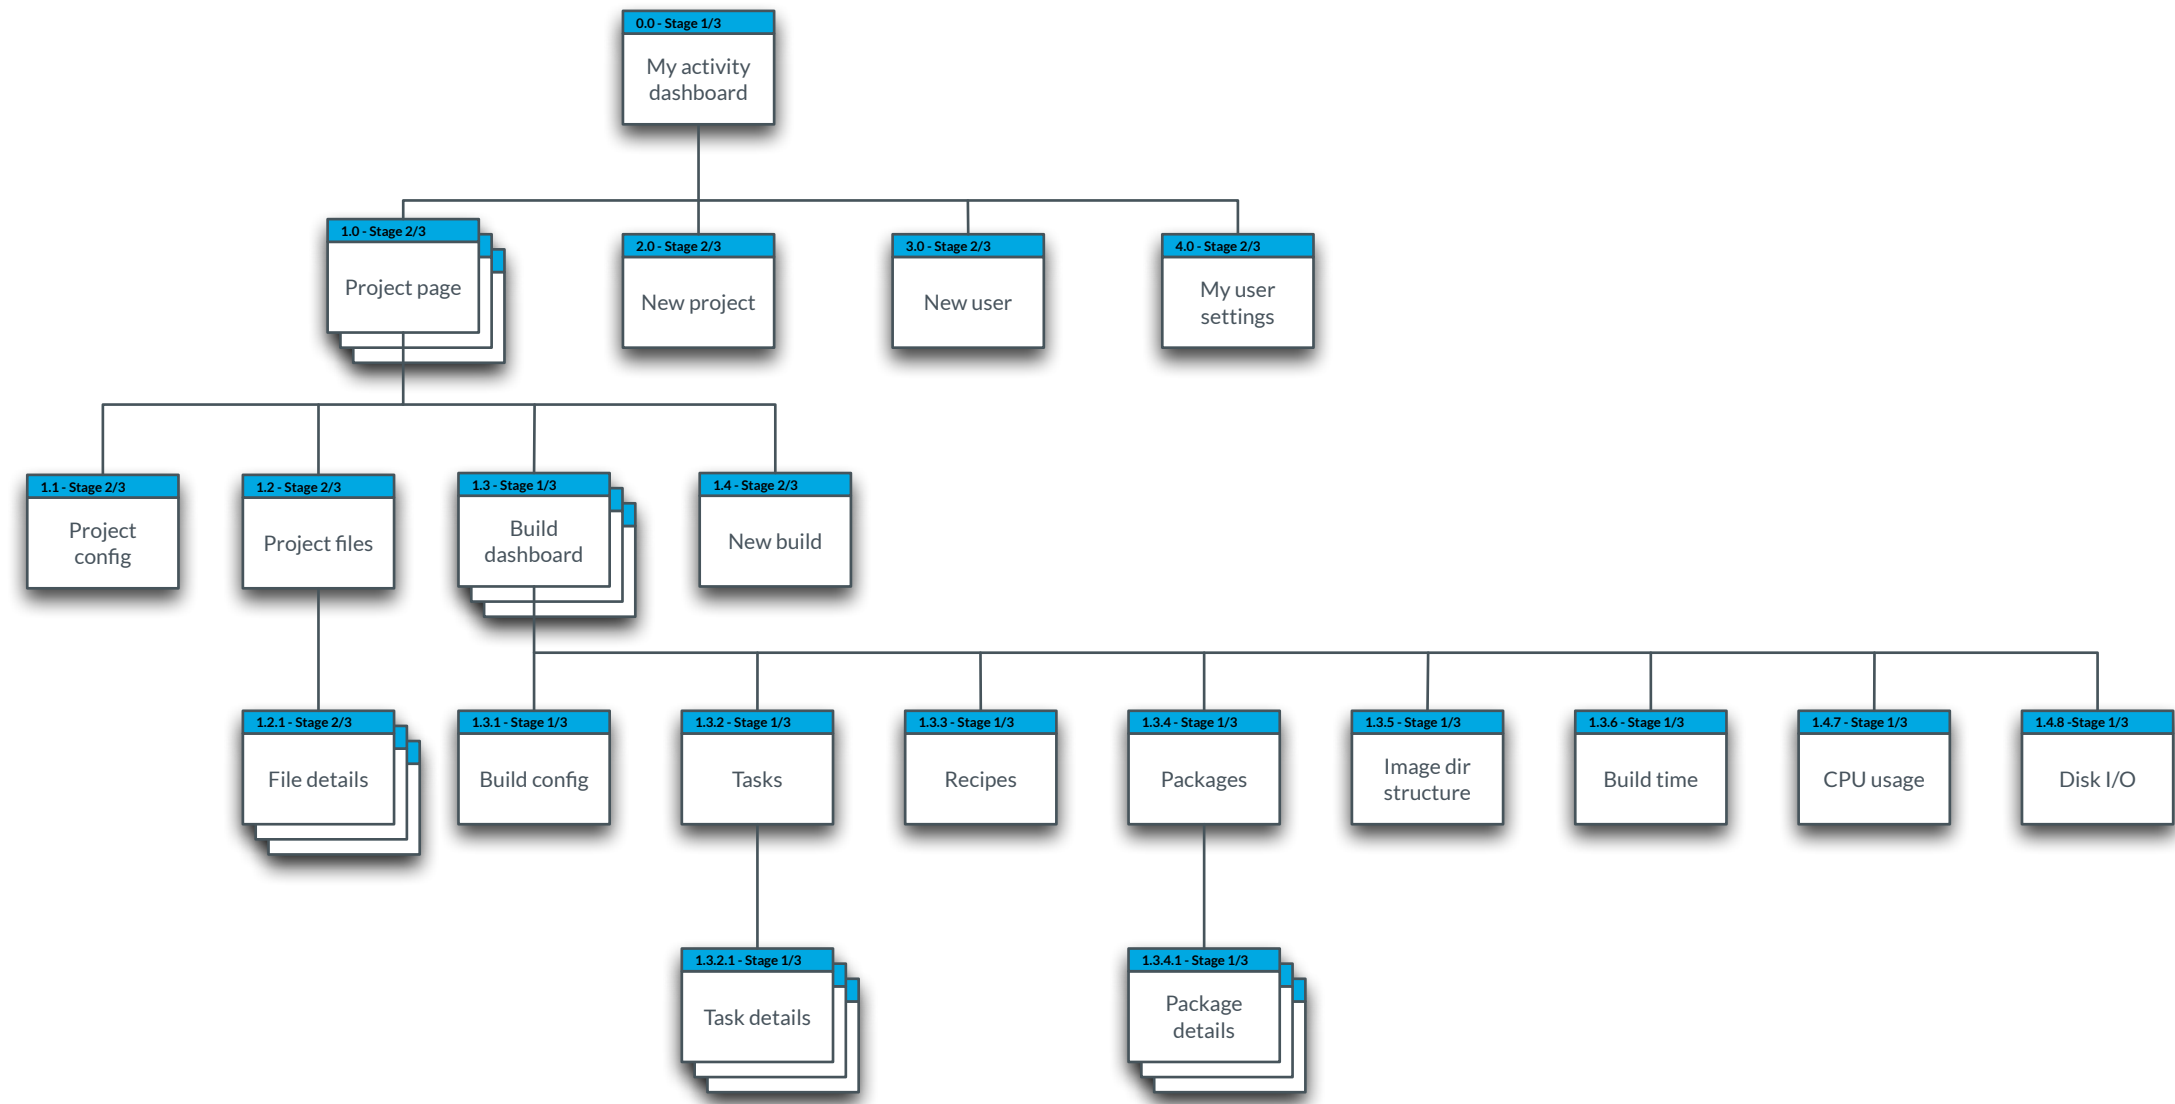 0.0 - Stage 1/3
My activity
dashboard
1.0 - Stage 2/3
Project page
2.0 - Stage 2/3
New project
3.0 - Stage 2/3
New user
4.0 - Stage 2/3
My user
settings
1.1 - Stage 2/3
Project
config
1.2 - Stage 2/3
Project files
1.3 - Stage 1/3
Build
dashboard
1.4 - Stage 2/3
New build
1.2.1 - Stage 2/3
File details
1.3.1 - Stage 1/3
Build config
1.3.2 - Stage 1/3
Tasks
1.3.3 - Stage 1/3
Recipes
1.3.4 - Stage 1/3
Packages
1.3.5 - Stage 1/3
Image dir
structure
1.3.6 - Stage 1/3
Build time
1.4.7 - Stage 1/3
CPU usage
1.4.8 -Stage 1/3
Disk I/O
1.3.2.1 - Stage 1/3
Task details
1.3.4.1 - Stage 1/3
Package
details